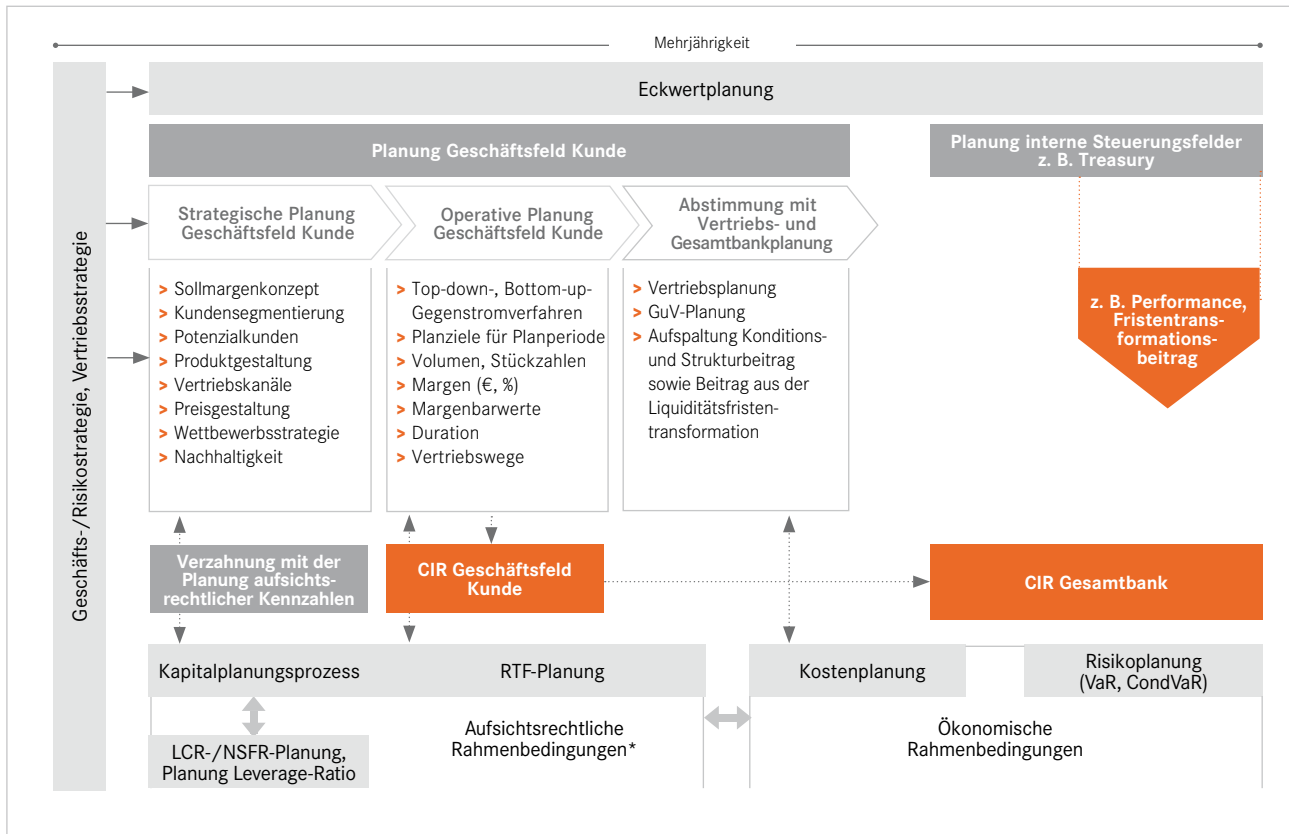 Mehrjährigkeit
Geschäfts-/Risikostrategie, Vertriebsstrategie
Eckwertplanung
Planung Geschäftsfeld Kunde
Planung interne Steuerungsfelder
z. B. Treasury
Strategische Planung
Geschäftsfeld Kunde
Operative Planung
Geschäftsfeld Kunde
Abstimmung mit
Vertriebs- und
Gesamtbankplanung
> Sollmargenkonzept
> Kundensegmentierung
> Potenzialkunden
> Produktgestaltung
> Vertriebskanäle
> Preisgestaltung
> Wettbewerbsstrategie
> Nachhaltigkeit
> Top-down-, Bottom-up-
Gegenstromverfahren
> Planziele für Planperiode
> Volumen, Stückzahlen
> Margen (€, %)
> Margenbarwerte
> Duration
> Vertriebswege
> Vertriebsplanung
> GuV-Planung
> Aufspaltung Konditions-
und Strukturbeitrag
sowie Beitrag aus der
Liquiditätsfristen-
transformation
z. B. Performance,
Fristentrans-
formations-
beitrag
Verzahnung mit der
Planung aufsichts-
rechtlicher Kennzahlen
CIR Geschäftsfeld
Kunde
CIR Gesamtbank
Kapitalplanungsprozess
RTF-Planung
Kostenplanung
Risikoplanung
(VaR, CondVaR)
LCR-/NSFR-Planung,
Planung Leverage-Ratio
Aufsichtsrechtliche
Rahmenbedingungen*
Ökonomische
Rahmenbedingungen